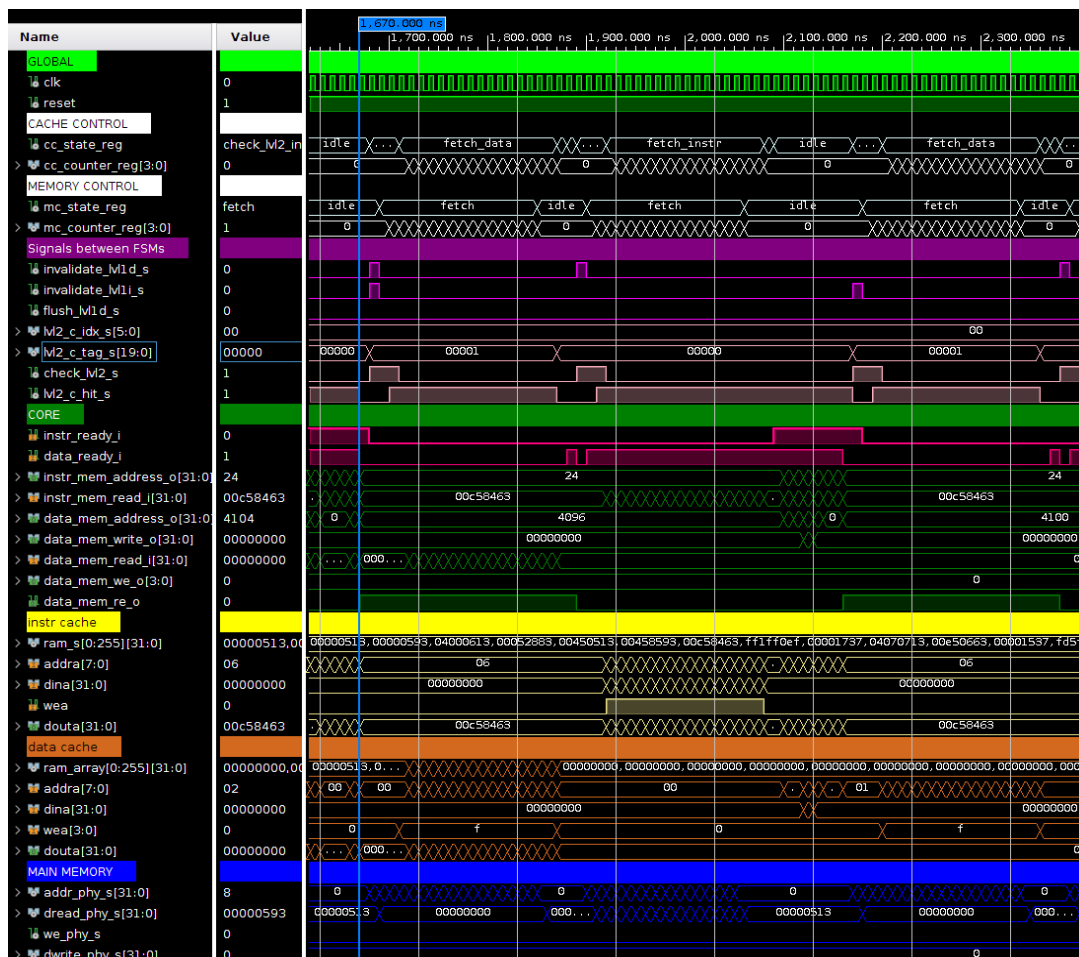 1,670.000 ns
Name Value
1,700.000 ns 1,800.000 ns 1,900.000 ns 2,000.000 ns 2,100.000 ns 2,200.000 ns 2,300.000 ns
GLOBAL
clk 0
reset 1
CACHE CONTROL
cc_state_reg check_lvl2_in idle ... fetch_data fetch_instr idle ... fetch_data ...
cc_counter_reg[3:0] 0 0 0 0 0
MEMORY CONTROL
mc_state_reg fetch idle fetch idle fetch idle fetch idle
mc_counter_reg[3:0] 1 0 0 0 0
Signals between FSMs
invalidate_lvl1d_s 0
invalidate_lvl1i_s 0
flush_lvl1d_s 0
lvl2_c_idx_s[5:0] 00 00
lvl2_c_tag_s[19:0] 00000 00000 00001 00000 00001
check_lvl2_s 1
lvl2_c_hit_s 1
CORE
instr_ready_i 0
data_ready_i 1
instr_mem_address_o[31:0] 24 24 24
instr_mem_read_i[31:0] 00c58463 . 00c58463 . 00c58463
data_mem_address_o[31:0] 4104 0 4096 0 4100
data_mem_write_o[31:0] 00000000 00000000 00000000
data_mem_read_i[31:0] 00000000 ... 000... 0
data_mem_we_o[3:0] 0 0
data_mem_re_o 0
instr cache
ram_s[0:255][31:0] 00000513,00 00000513,00000593,04000613,00052883,00450513,00458593,00c58463,ff1ff0ef,00001737,04070713,00e50663,00001537,fd5
addra[7:0] 06 06 06
dina[31:0] 00000000 00000000 00000000
wea 0
douta[31:0] 00c58463 . 00c58463 . 00c58463
data cache
ram_array[0:255][31:0] 00000000,00 00000513,0... 00000000,00000000,00000000,00000000,00000000,00000000,00000000,000
addra[7:0] 02 00 00 00 . . 01
dina[31:0] 00000000 00000000 00000000
wea[3:0] 0 0 f 0 f
douta[31:0] 00000000 ... 000... 0
MAIN MEMORY
addr_phy_s[31:0] 8 0 0 0 0
dread_phy_s[31:0] 00000593 00000513 00000000 000... 00000513 00000000 000...
we_phy_s 0
dwrite_phy_s[31:0] 0 0